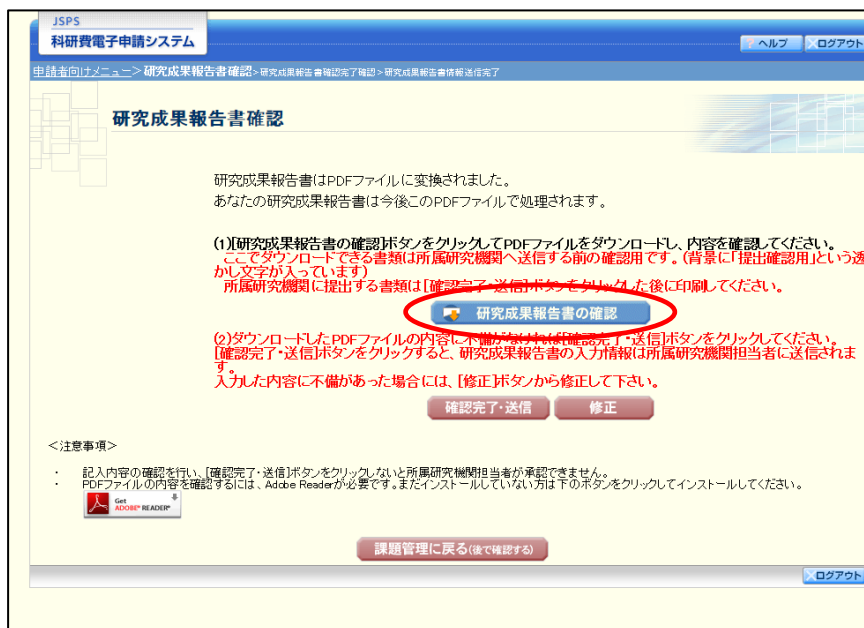 JSPS
科研費電子申請システム
? ヘルプ
ログアウト
申請者向けメニュー>研究成果報告書確認>研究成果報告書確認完了確認>研究成果報告書情報送信完了
研究成果報告書確認
研究成果報告書はPDFファイルに変換されました。
あなたの研究成果報告書は今後このPDFファイルで処理されます。
(1)[研究成果報告書の確認]ボタンをクリックしてPDFファイルをダウンロードし、内容を確認してください。
ここでダウンロードできる書類は所属研究機関へ送信する前の確認用です。(背景に「提出確認用」という透
かし文字が入っています)
所属研究機関に提出する書類は[確認完了・送信]ボタンをクリックした後に印刷してください。
研究成果報告書の確認
(2)ダウンロードしたPDFファイルの内容に不備がなければ[確認完了・送信]ボタンをクリックしてください。
[確認完了・送信]ボタンをクリックすると、研究成果報告書の入力情報は所属研究機関担当者に送信されま
す。
入力した内容に不備があった場合には、[修正]ボタンから修正して下さい。
確認完了・送信
修正
<注意事項>
・ 記入内容の確認を行い、[確認完了・送信]ボタンをクリックしないと所属研究機関担当者が承認できません。
・ PDFファイルの内容を確認するには、Adobe Readerが必要です。まだインストールしていない方は下のボタンをクリックしてインストールしてください。
Get
ADOBE® READER®
課題管理に戻る(後で確認する)
ログアウト